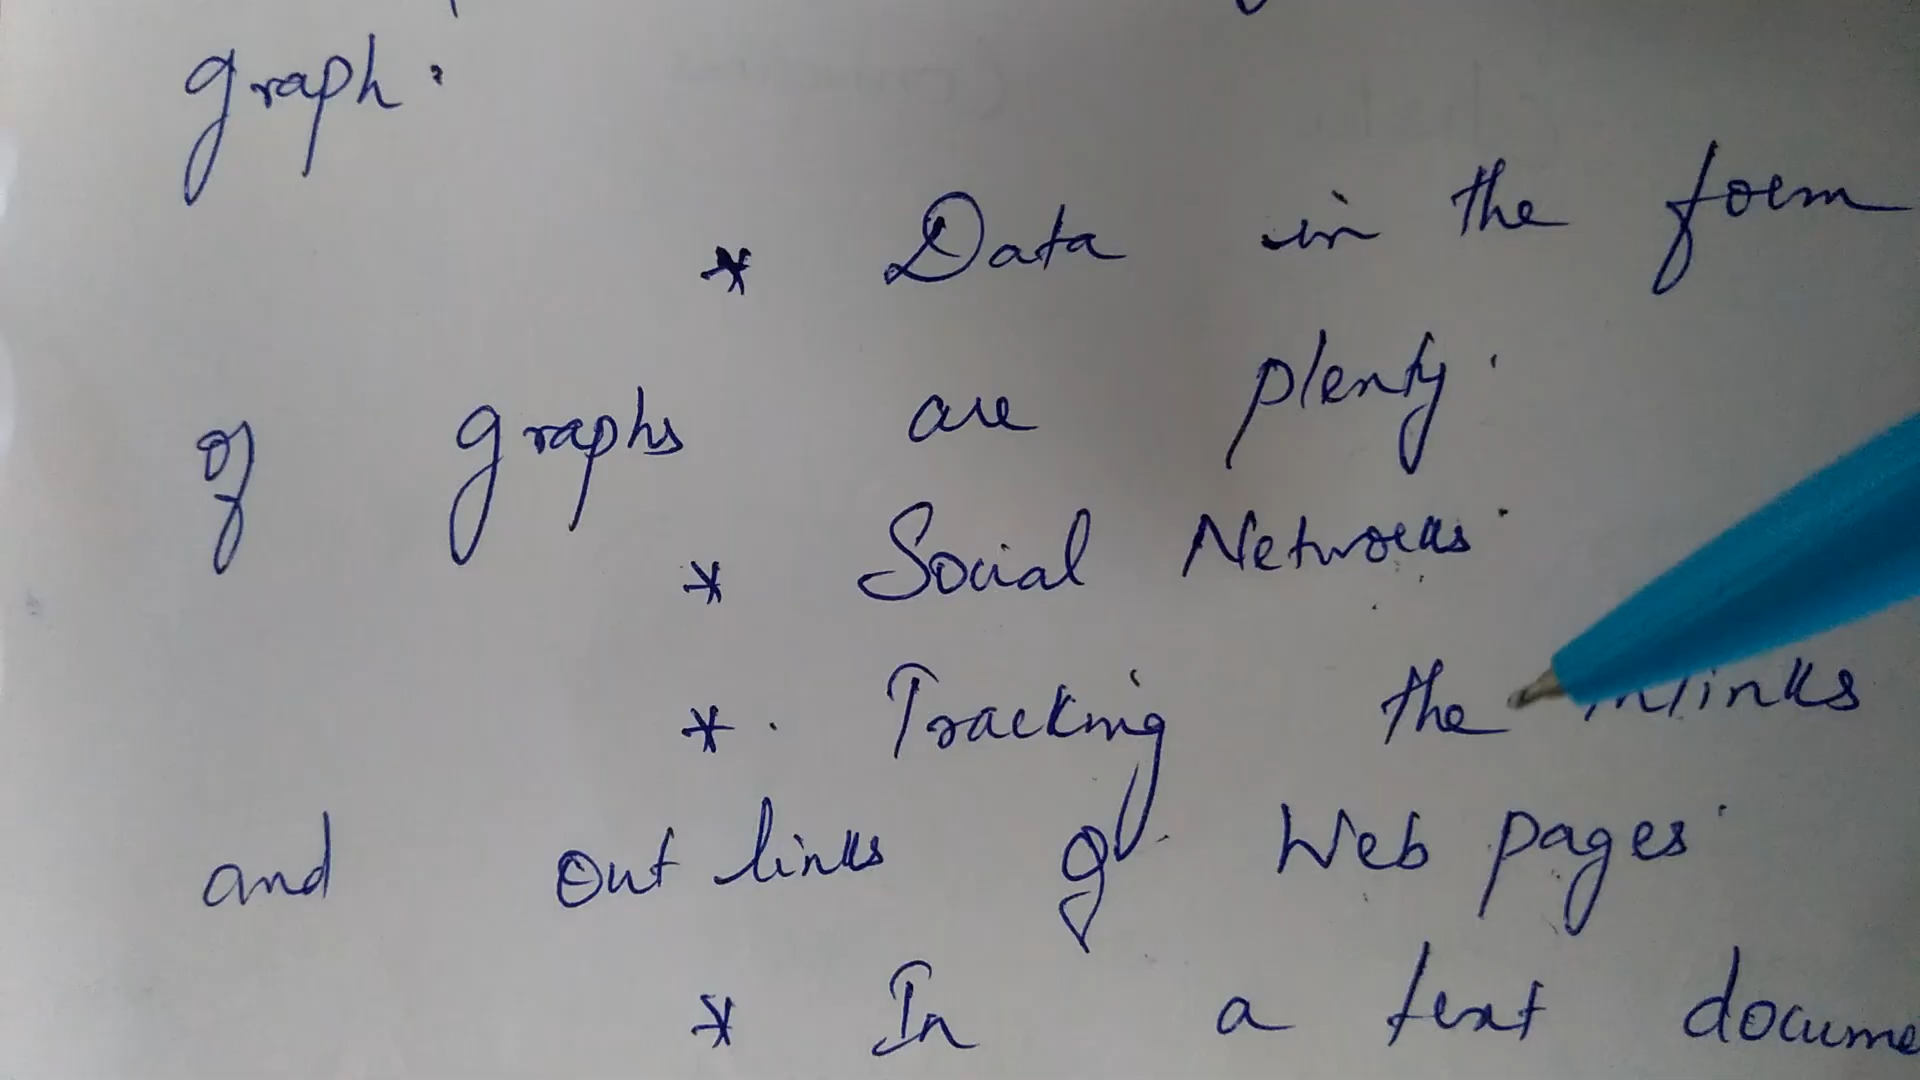 graph:
* Data in the form
of graphs are plenty.
* Social Networks.
* Tracking the inlinks
and out links of Web pages.
* In a text docume